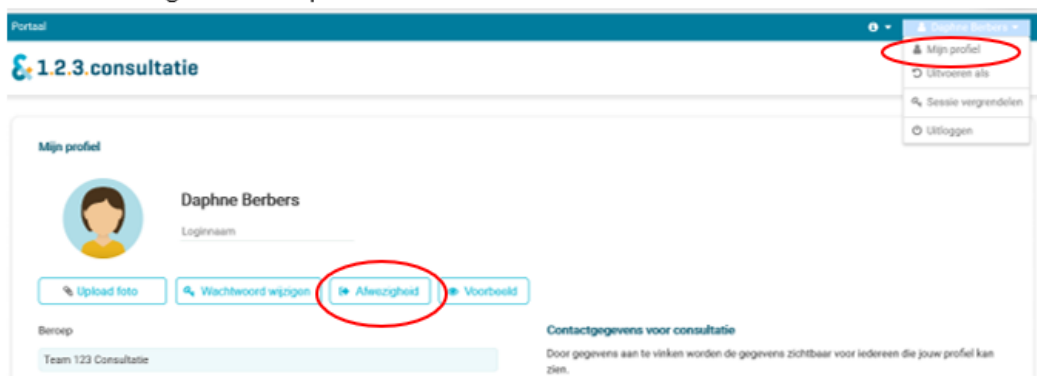 Portaal
Daphne Berbers
1.2.3.consultatie
Mijn profiel
Uitvoeren als
Sessie vergrendelen
Uitloggen
Mijn profiel
Daphne Berbers
Loginnaam
Upload foto
Wachtwoord wijzigen
Afwezigheid
Voorbeeld
Beroep
Team 123 Consultatie
Contactgegevens voor consultatie
Door gegevens aan te vinken worden de gegevens zichtbaar voor iedereen die jouw profiel kan
zien.